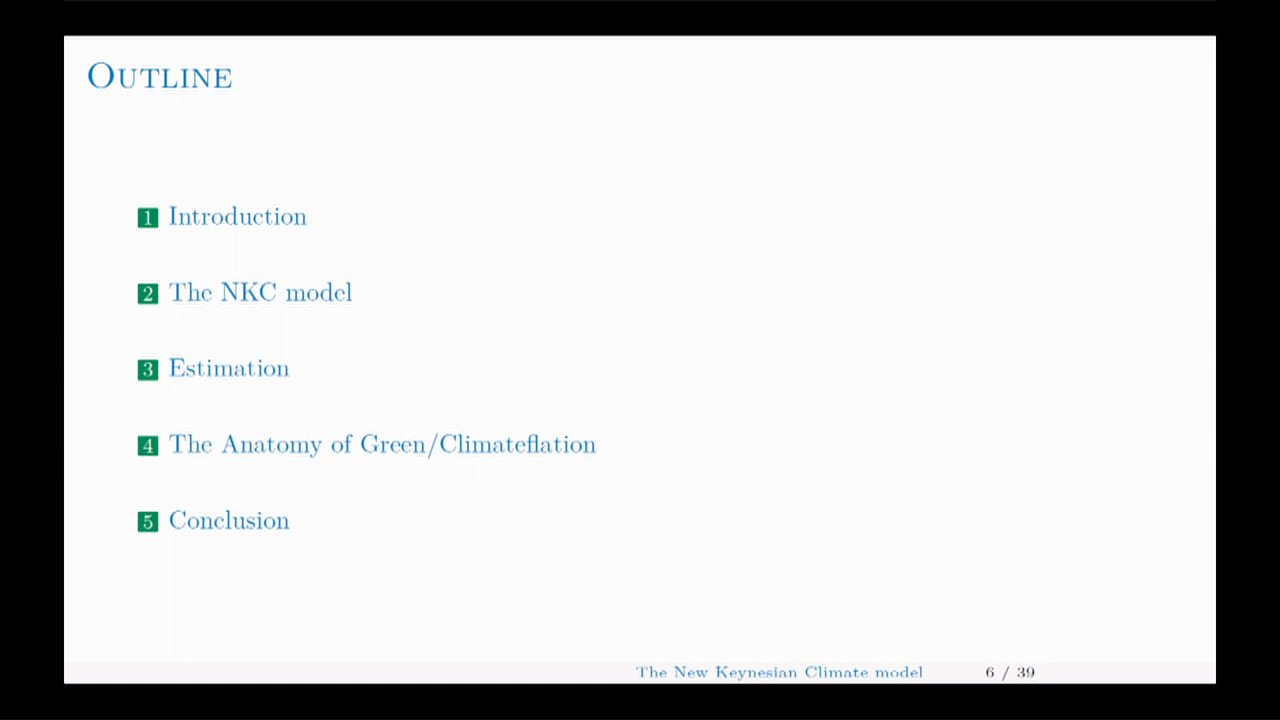 Outline
1 Introduction
2 The NKC model
3 Estimation
4 The Anatomy of Green/Climateflation
5 Conclusion
The New Keynesian Climate model 6 / 39